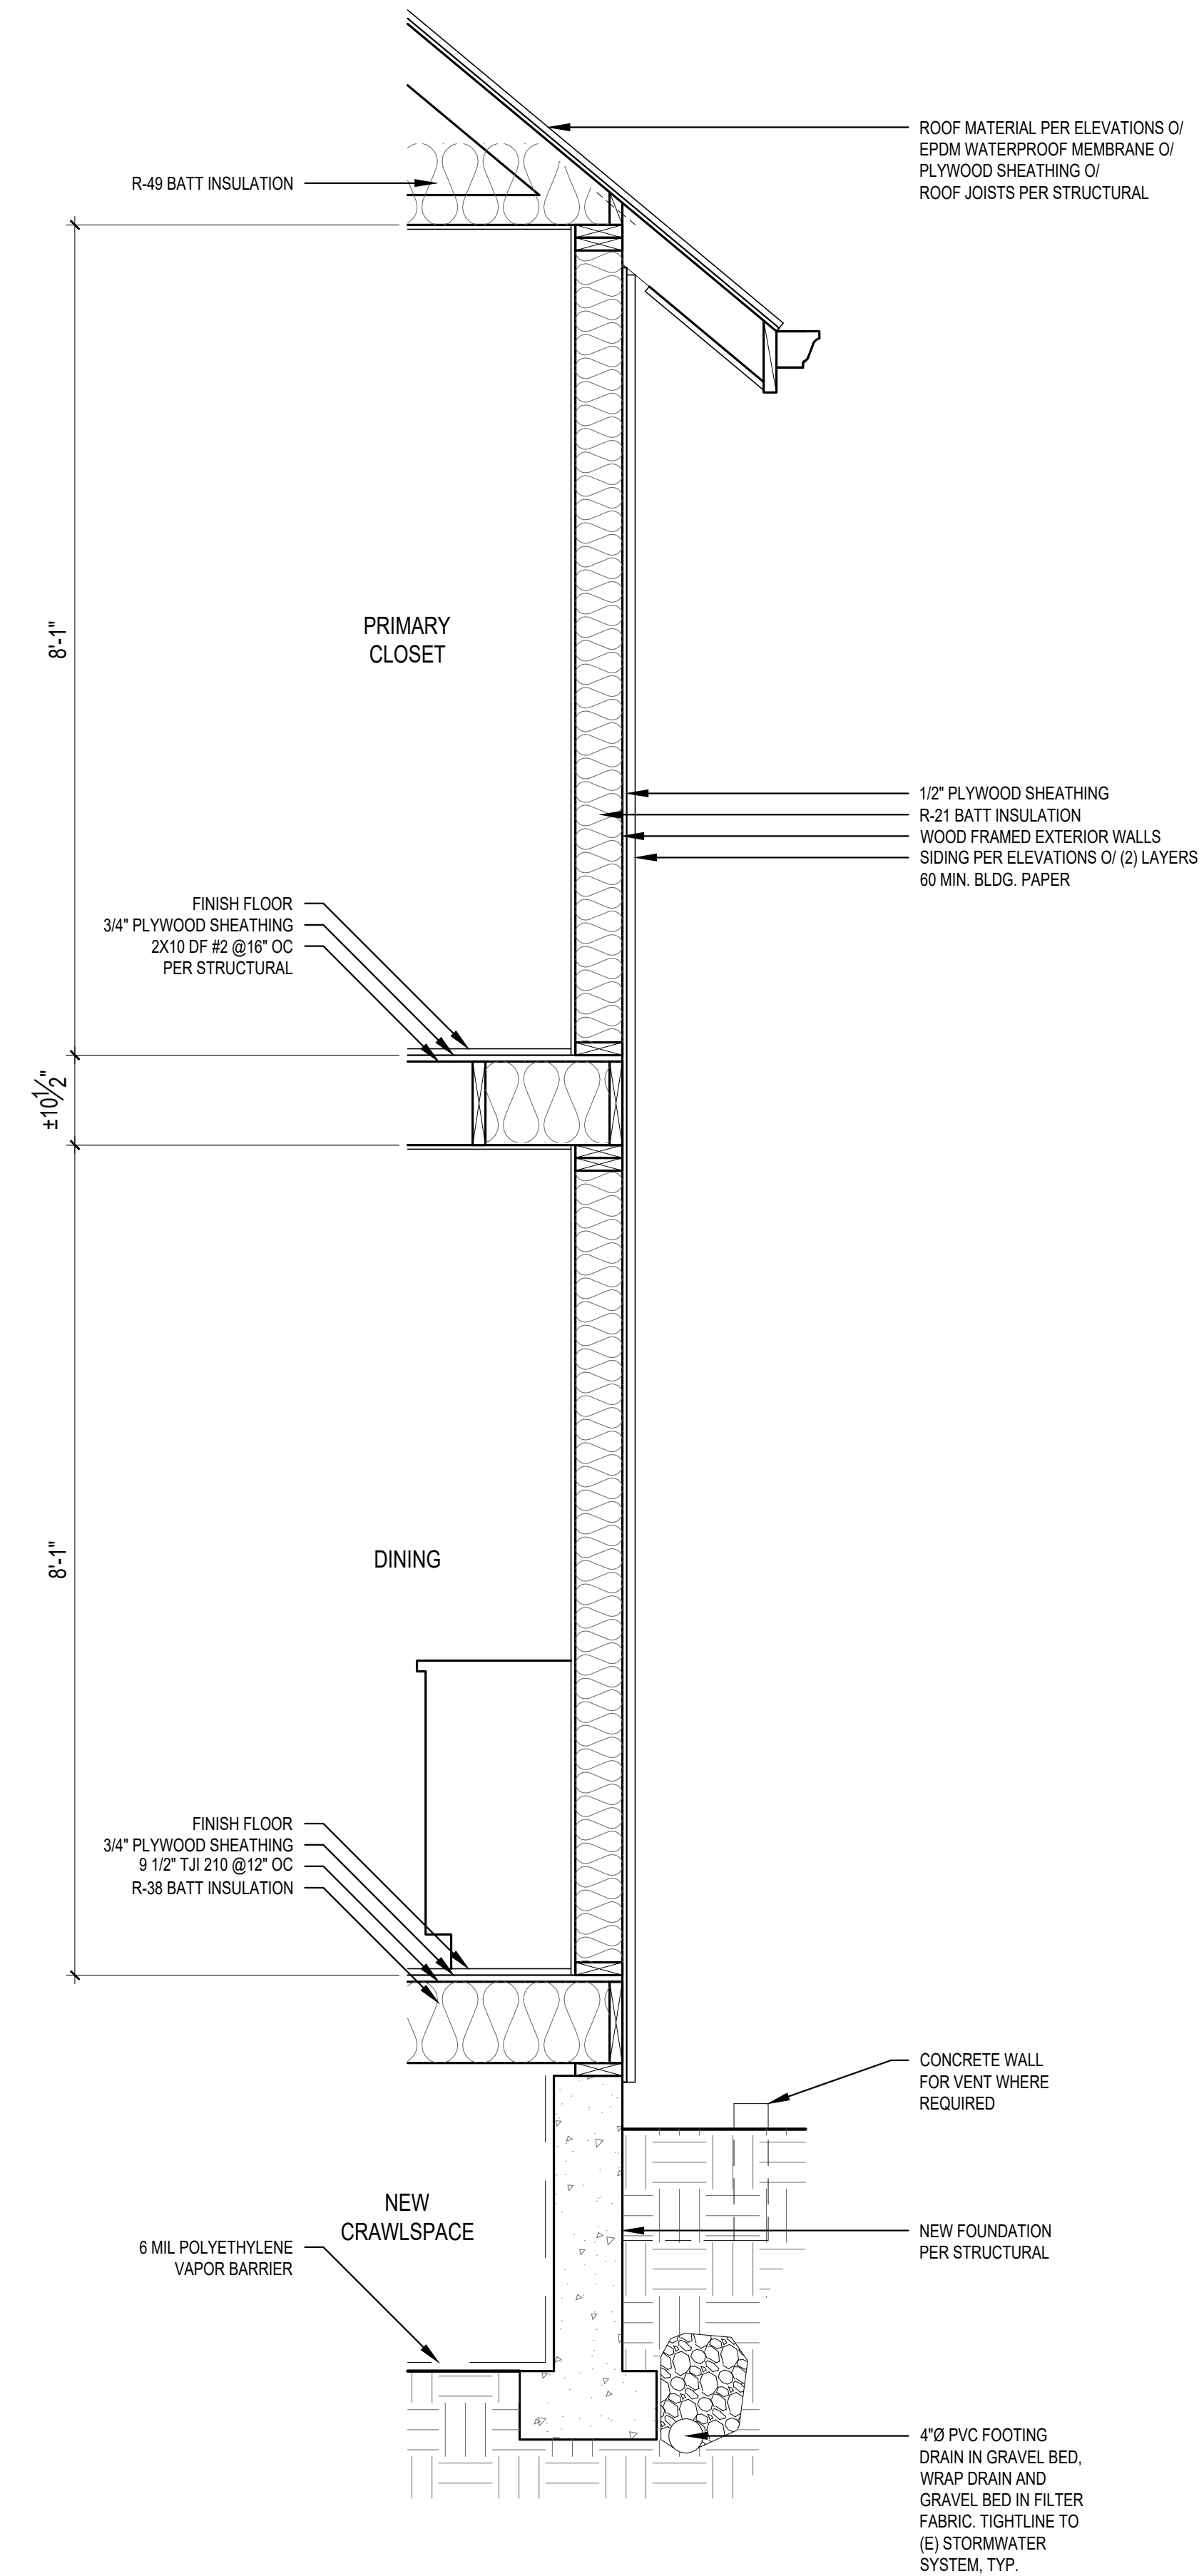 ROOF MATERIAL PER ELEVATIONS O/
EPDM WATERPROOF MEMBRANE O/
PLYWOOD SHEATHING O/
ROOF JOISTS PER STRUCTURAL
R-49 BATT INSULATION
8'-1"
PRIMARY
CLOSET
1/2" PLYWOOD SHEATHING
R-21 BATT INSULATION
WOOD FRAMED EXTERIOR WALLS
SIDING PER ELEVATIONS O/ (2) LAYERS
60 MIN. BLDG. PAPER
FINISH FLOOR
3/4" PLYWOOD SHEATHING
2X10 DF #2 @16" OC
PER STRUCTURAL
±10 1/2"
8'-1"
DINING
FINISH FLOOR
3/4" PLYWOOD SHEATHING
9 1/2" TJI 210 @12" OC
R-38 BATT INSULATION
CONCRETE WALL
FOR VENT WHERE
REQUIRED
NEW
CRAWLSPACE
NEW FOUNDATION
PER STRUCTURAL
6 MIL POLYETHYLENE
VAPOR BARRIER
4"Ø PVC FOOTING
DRAIN IN GRAVEL BED,
WRAP DRAIN AND
GRAVEL BED IN FILTER
FABRIC. TIGHTLINE TO
(E) STORMWATER
SYSTEM, TYP.